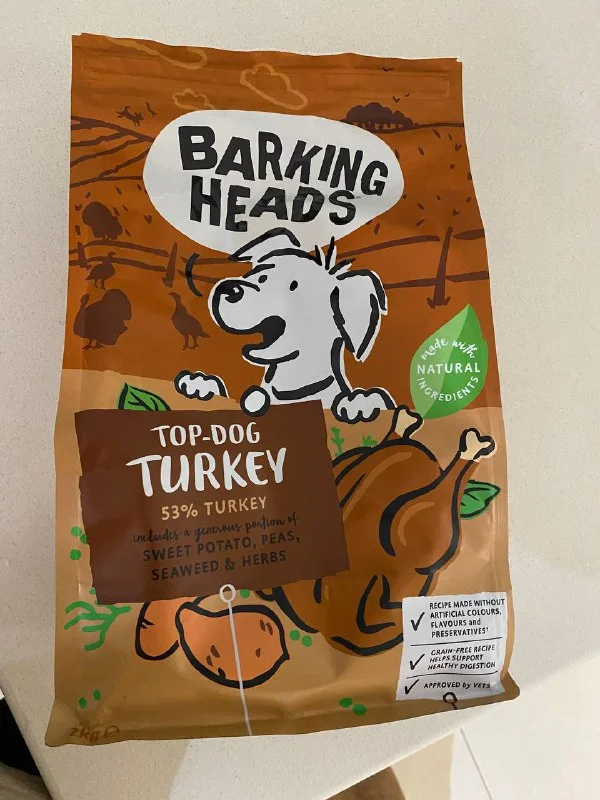 BARKING
HEADS
made with
NATURAL
INGREDIENTS
TOP-DOG
TURKEY
53% TURKEY
includes a generous portion of
SWEET POTATO, PEAS,
SEAWEED & HERBS
RECIPE MADE WITHOUT
ARTIFICIAL COLOURS,
FLAVOURS and
PRESERVATIVES†
GRAIN-FREE RECIPE
HELPS SUPPORT
HEALTHY DIGESTION
APPROVED by VETS
2kg e